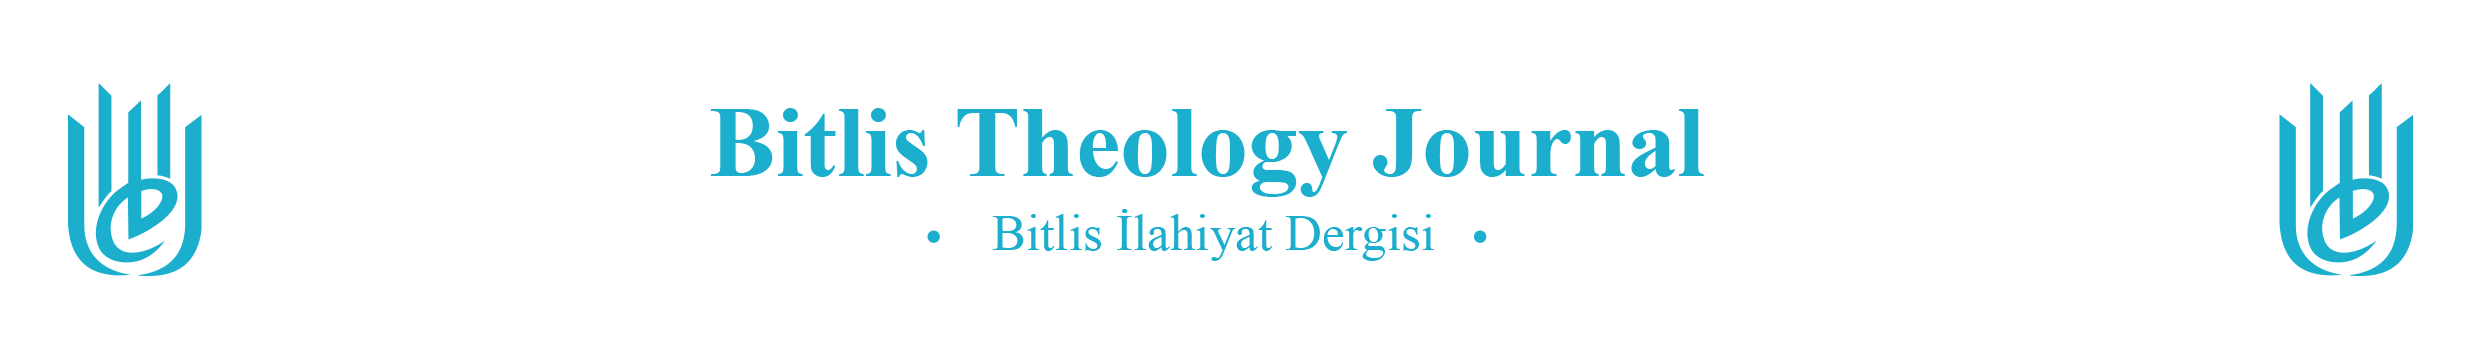 Bitlis Theology Journal
• Bitlis İlahiyat Dergisi •